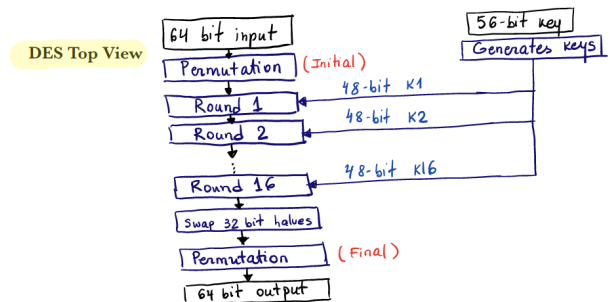 64 bit input
56-bit key
DES Top View
Generates keys
Permutation
(Initial)
48-bit K1
Round 1
48-bit K2
Round 2
48-bit K16
Round 16
Swap 32 bit halves
Permutation
(Final)
64 bit output